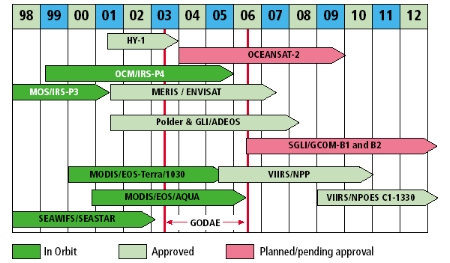 98 99 00 01 02 03 04 05 06 07 08 09 10 11 12
HY-1
OCEANSAT-2
OCM/IRS-P4
MOS/IRS-P3
MERIS / ENVISAT
Polder & GLI/ADEOS
SGLI/GCOM-B1 and B2
MODIS/EOS-Terra/1030
VIIRS/NPP
MODIS/EOS/AQUA
VIIRS/NPOES C1-1330
SEAWIFS/SEASTAR
GODAE
In Orbit
Approved
Planned/pending approval